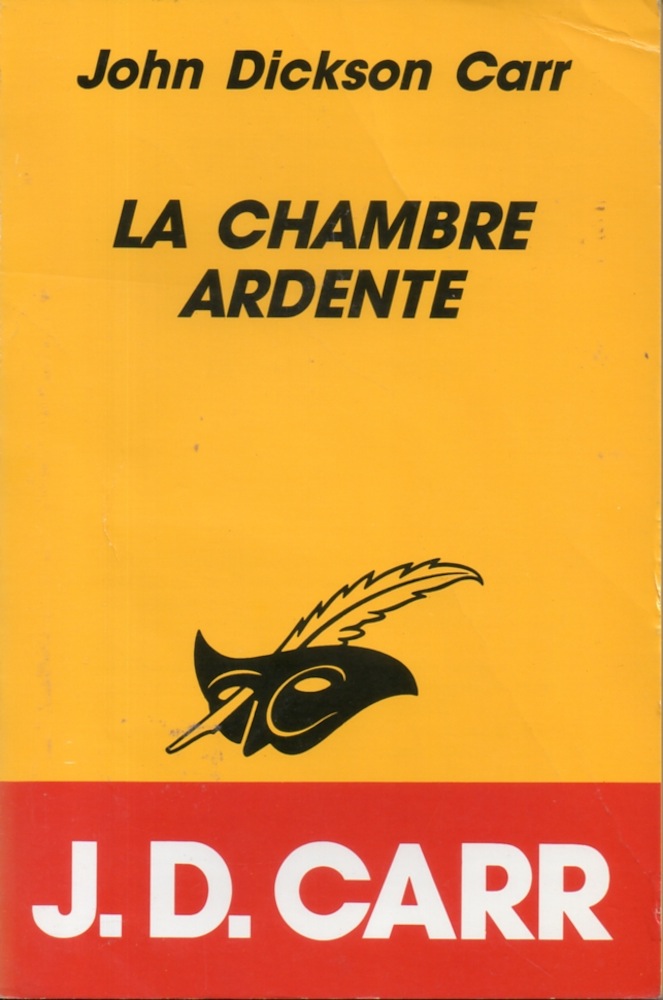 John Dickson Carr
LA CHAMBRE
ARDENTE
J. D. CARR